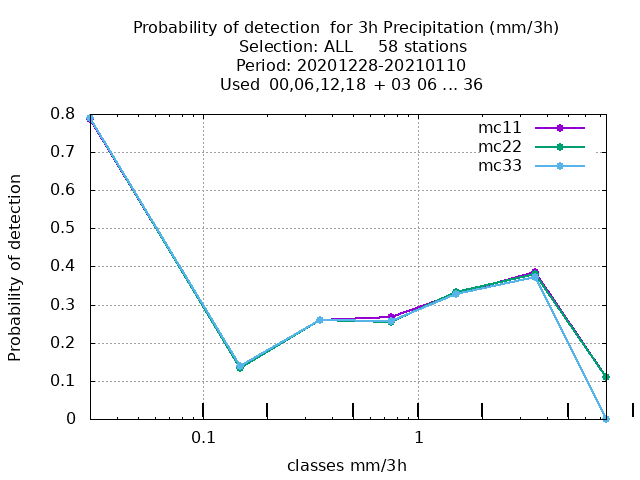 Probability of detection  for 3h Precipitation (mm/3h)
Selection: ALL     58 stations
Period: 20201228-20210110
Used  00,06,12,18  + 03 06 ... 36
mc11
mc22
mc33
Probability of detection
0.8
0.7
0.6
0.5
0.4
0.3
0.2
0.1
0
0.1 1
classes mm/3h